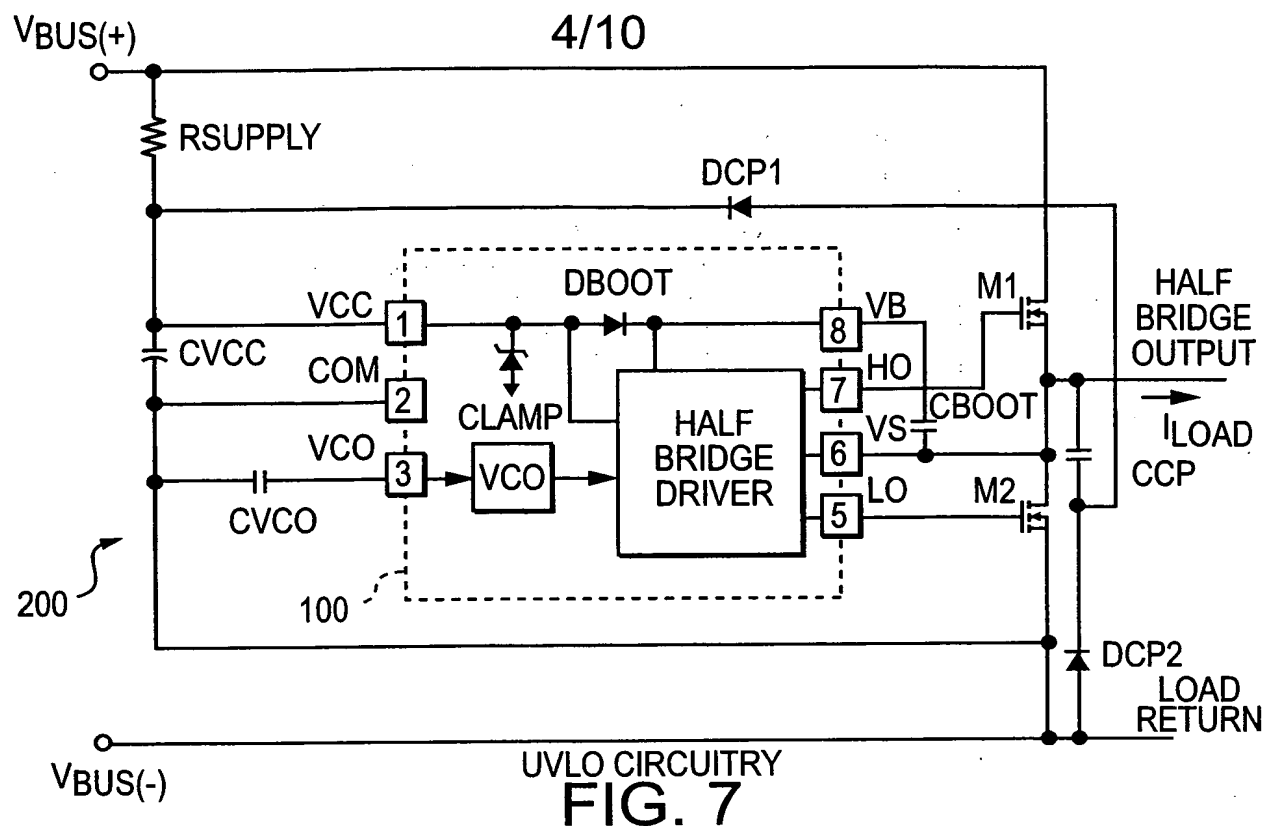 4/10
VBUS(+)
RSUPPLY
DCP1
VCC
1
DBOOT
8
VB
M1
HALF
BRIDGE
OUTPUT
CVCC
COM
2
CLAMP
7
HO
CBOOT
ILOAD
VCO
3
VCO
HALF
BRIDGE
DRIVER
6
VS
CCP
M2
5
LO
CVCO
200
100
DCP2
LOAD
RETURN
VBUS(-)
UVLO CIRCUITRY
FIG. 7